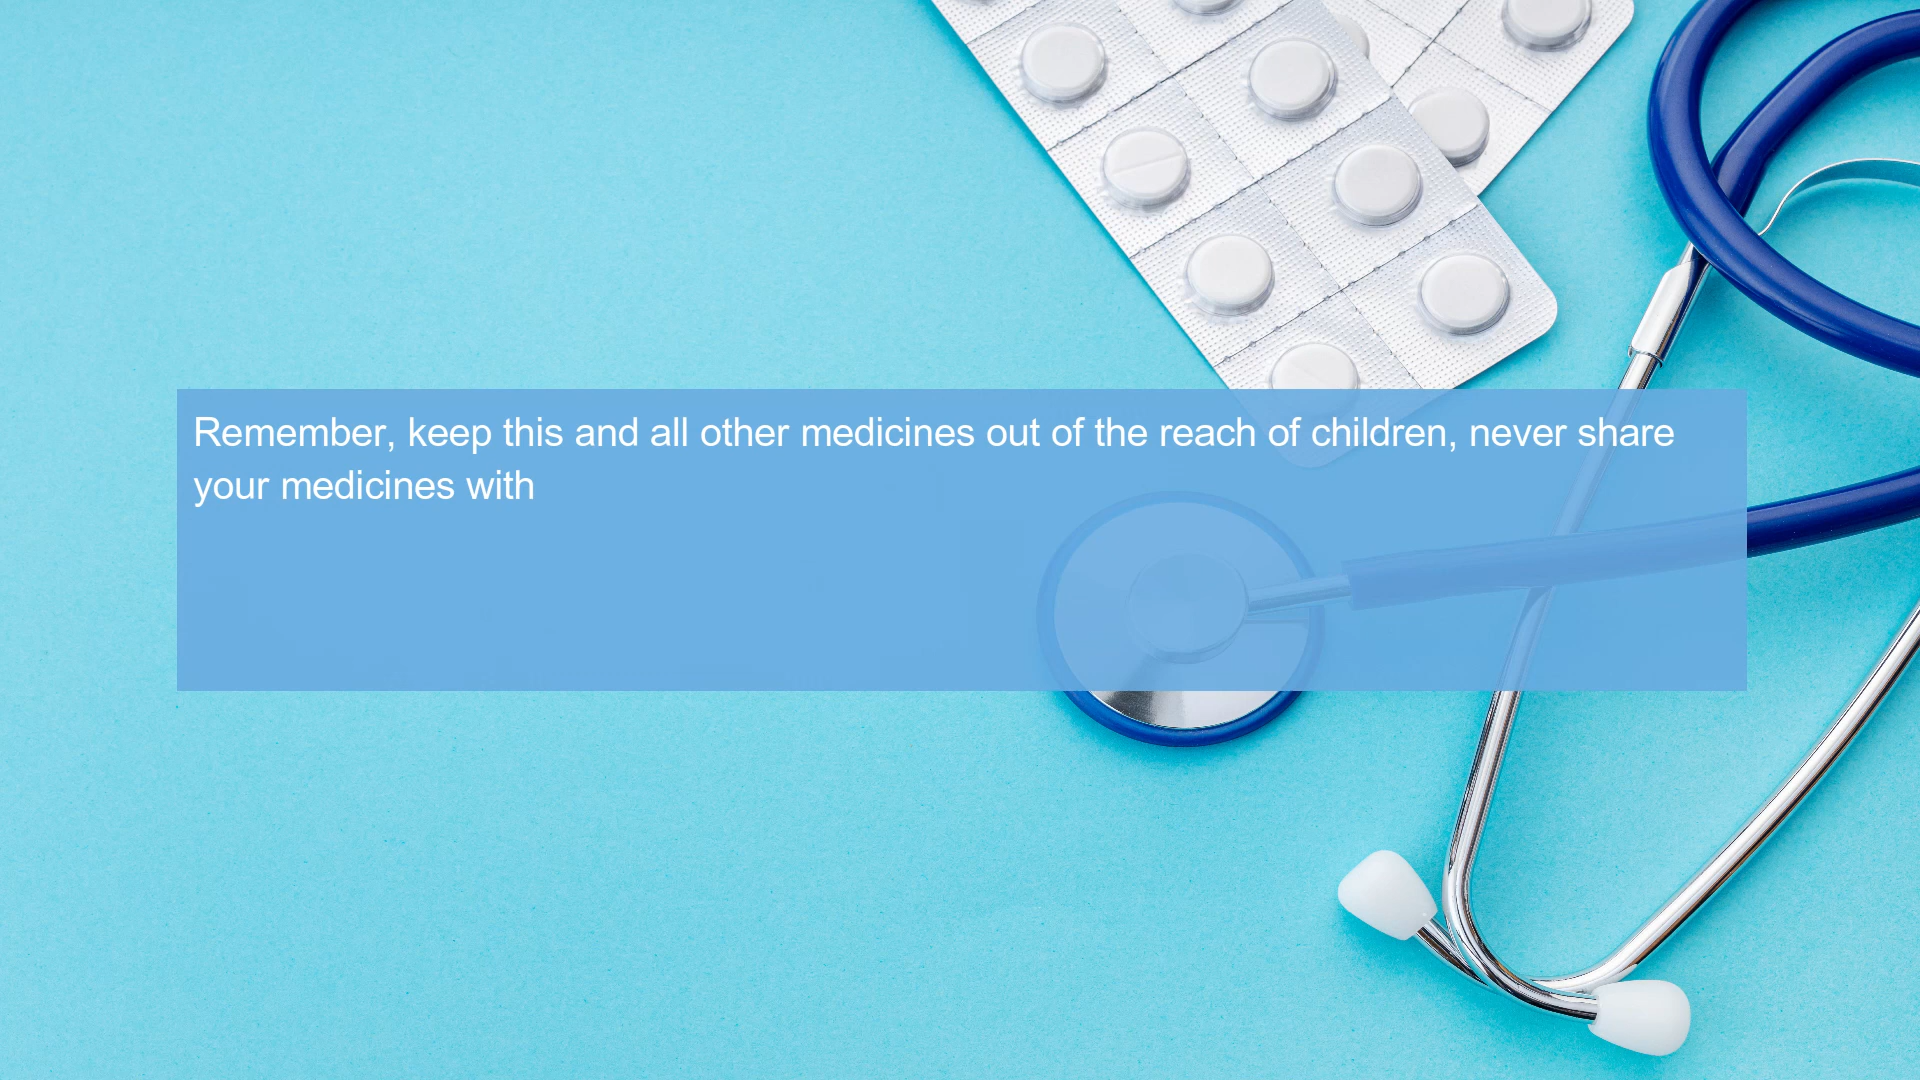 Remember, keep this and all other medicines out of the reach of children, never share
your medicines with